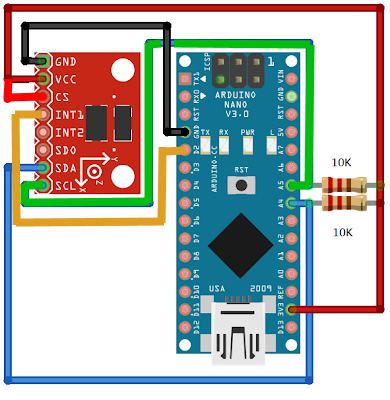 GND
VCC
CS
INT1
INT2
SDO
SDA
SCL
X
Y
Z
ICSP
1
ARDUINO
NANO
V3.0
TX
RX
PWR
L
RST
ARDUINO.CC
USA
2009
TX1
RX0
RST
GND
D2
D3
D4
D5
D6
D7
D8
D9
D10
D11
D12
VIN
GND
RST
5V
A7
A6
A5
A4
A3
A2
A1
A0
REF
3V3
D13
10K
10K